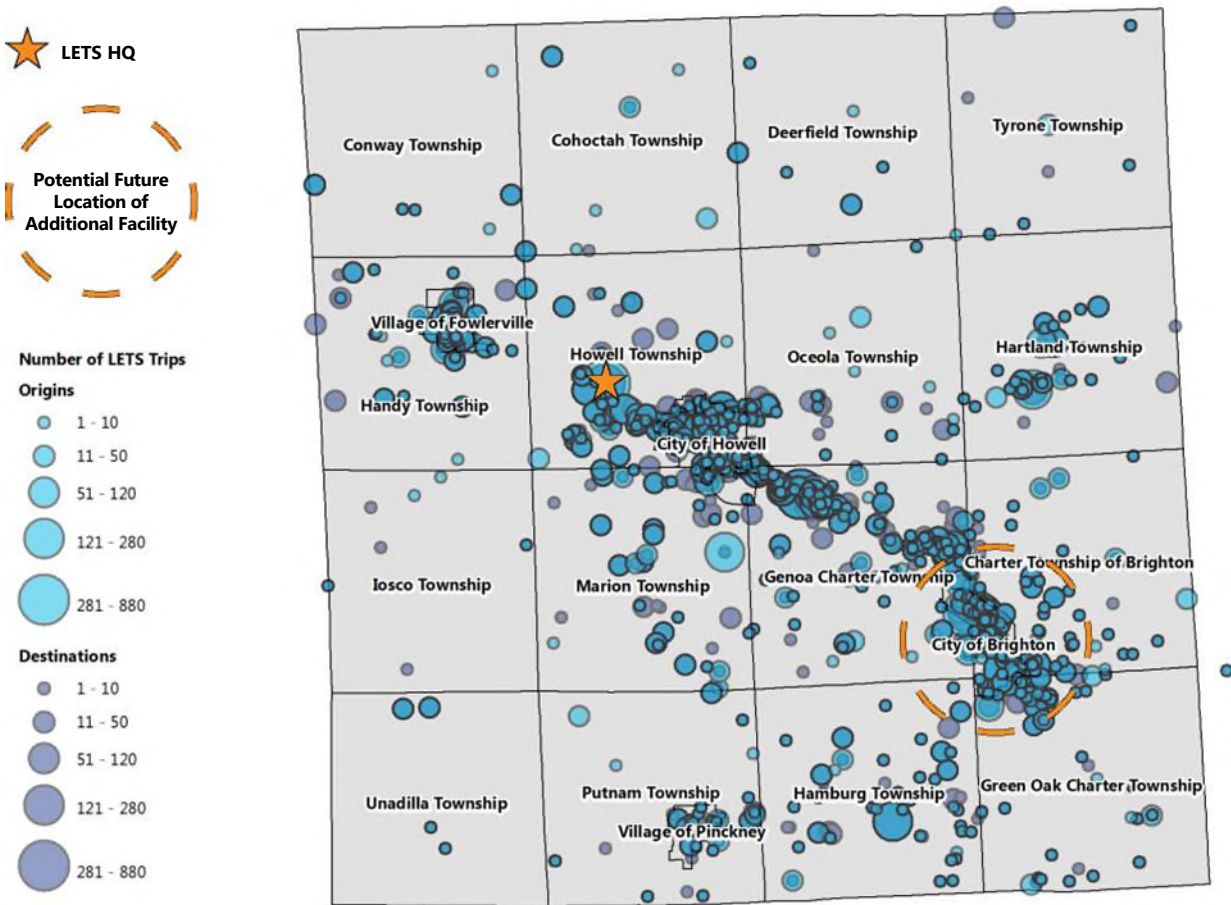 LETS HQ
Potential Future
Location of
Additional Facility
Number of LETS Trips
Origins
1 - 10
11 - 50
51 - 120
121 - 280
281 - 880
Destinations
1 - 10
11 - 50
51 - 120
121 - 280
281 - 880
Conway Township
Cohoctah Township
Deerfield Township
Tyrone Township
Village of Fowlerville
Handy Township
Howell Township
City of Howell
Oceola Township
Hartland Township
Iosco Township
Marion Township
Genoa Charter Township
Charter Township of Brighton
City of Brighton
Unadilla Township
Putnam Township
Village of Pinckney
Hamburg Township
Green Oak Charter Township